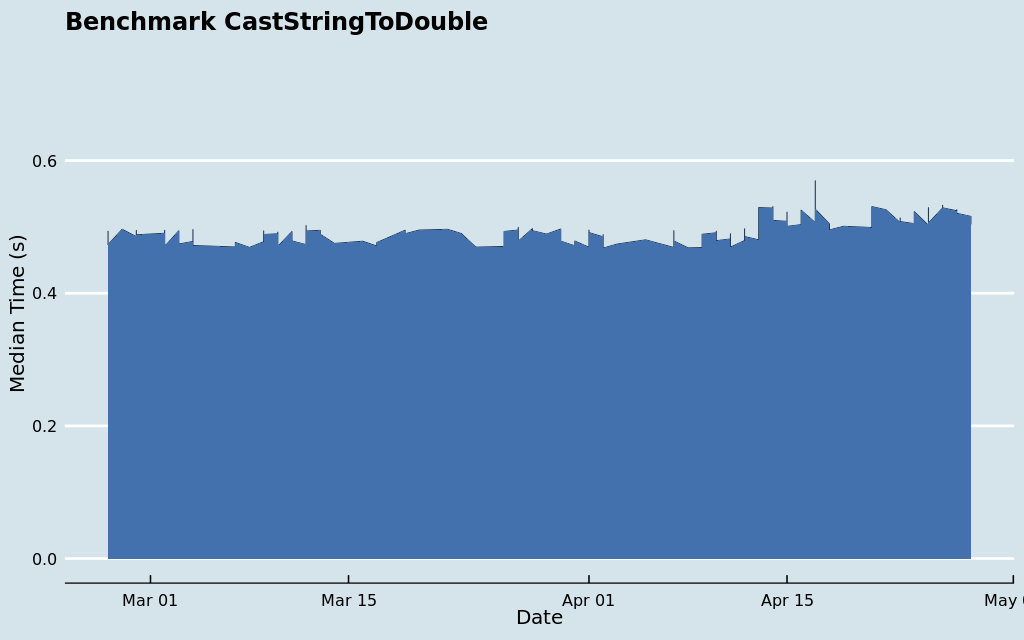 Benchmark CastStringToDouble
Median Time (s)
0.6
0.4
0.2
0.0
Mar 01
Mar 15
Apr 01
Apr 15
May
Date